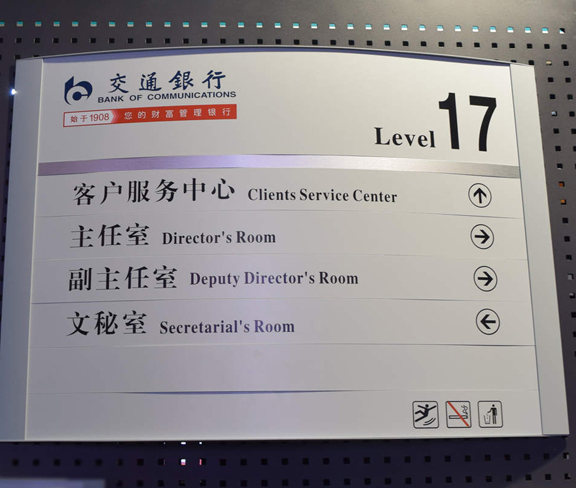 交通銀行
BANK OF COMMUNICATIONS
始于1908 您的财富管理银行
Level 17
客户服务中心 Clients Service Center
主任室 Director's Room
副主任室 Deputy Director's Room
文秘室 Secretarial's Room